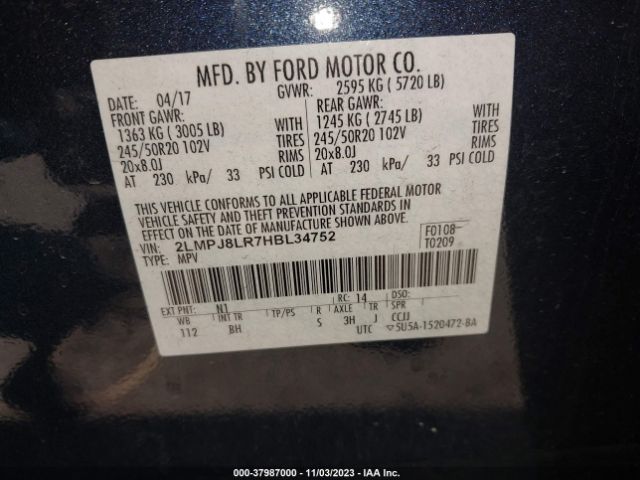 MFD. BY FORD MOTOR CO.
DATE: 04/17 GVWR: 2595 KG ( 5720 LB)
FRONT GAWR: REAR GAWR:
1363 KG ( 3005 LB) WITH 1245 KG ( 2745 LB) WITH
245/50R20 102V TIRES 245/50R20 102V TIRES
20x8.0J RIMS 20x8.0J RIMS
AT 230 kPa/ 33 PSI COLD AT 230 kPa/ 33 PSI COLD
THIS VEHICLE CONFORMS TO ALL APPLICABLE FEDERAL MOTOR
VEHICLE SAFETY AND THEFT PREVENTION STANDARDS IN
EFFECT ON THE DATE OF MANUFACTURE SHOWN ABOVE.
VIN: 2LMPJ8LR7HBL34752 F0108
TYPE: MPV T0209
EXT PNT: N1 RC: 14 DSO:
WB INT TR TP/PS R AXLE TR SPR
112 BH S 3H J CCJJ
UTC ▽5U5A-1520472-BA
000-37987000 - 11/03/2023 - IAA Inc.